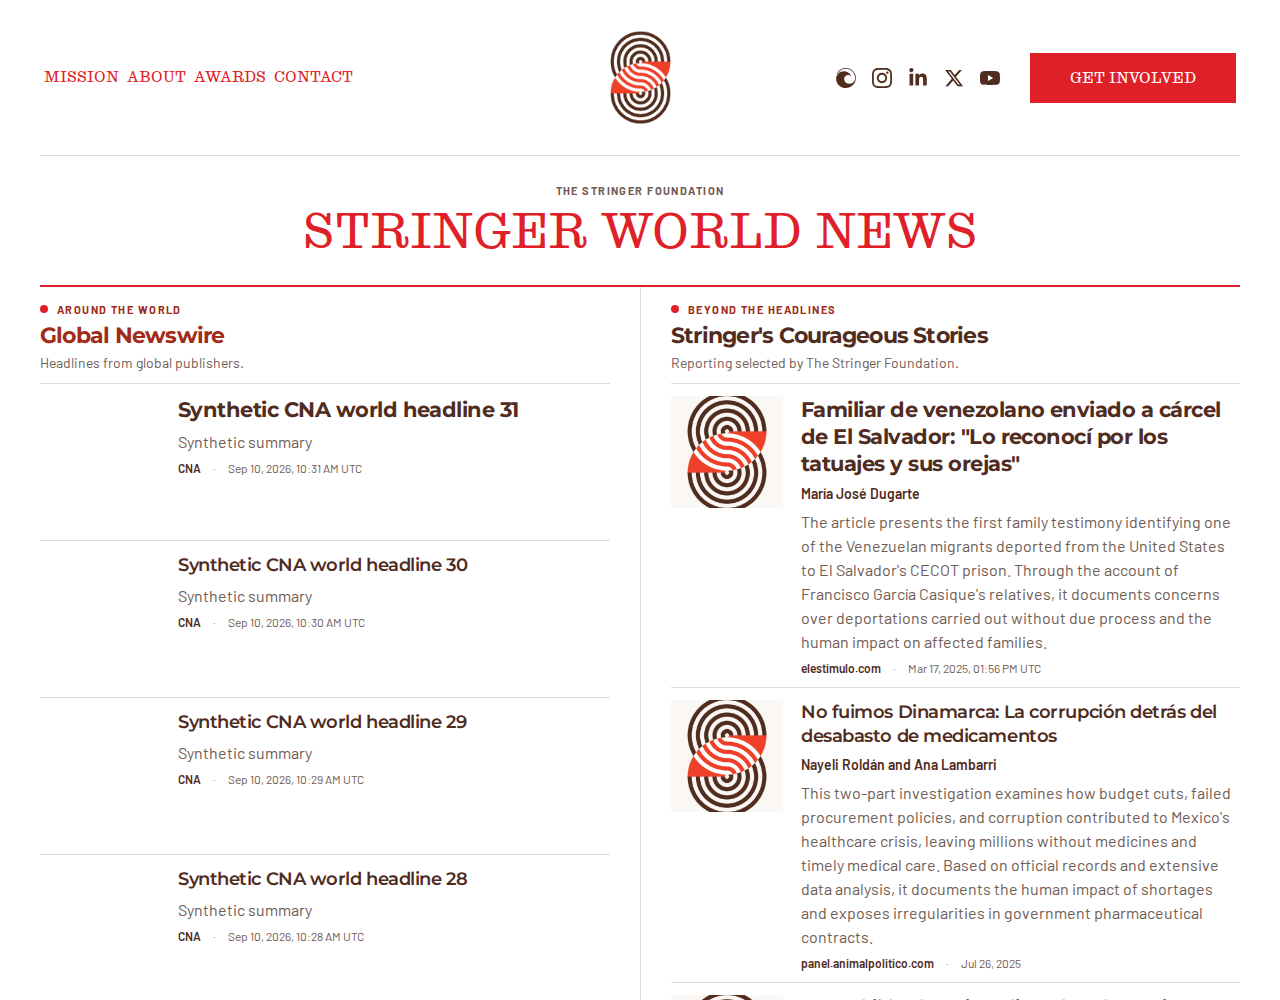 MISSION ABOUT AWARDS CONTACT
GET INVOLVED
THE STRINGER FOUNDATION
STRINGER WORLD NEWS
AROUND THE WORLD
Global Newswire
Headlines from global publishers.
Synthetic CNA world headline 31
Synthetic summary
CNA · Sep 10, 2026, 10:31 AM UTC
Synthetic CNA world headline 30
Synthetic summary
CNA · Sep 10, 2026, 10:30 AM UTC
Synthetic CNA world headline 29
Synthetic summary
CNA · Sep 10, 2026, 10:29 AM UTC
Synthetic CNA world headline 28
Synthetic summary
CNA · Sep 10, 2026, 10:28 AM UTC
BEYOND THE HEADLINES
Stringer's Courageous Stories
Reporting selected by The Stringer Foundation.
Familiar de venezolano enviado a cárcel
de El Salvador: "Lo reconocí por los
tatuajes y sus orejas"
María José Dugarte
The article presents the first family testimony identifying one
of the Venezuelan migrants deported from the United States
to El Salvador's CECOT prison. Through the account of
Francisco García Casique's relatives, it documents concerns
over deportations carried out without due process and the
human impact on affected families.
elestimulo.com · Mar 17, 2025, 01:56 PM UTC
No fuimos Dinamarca: La corrupción detrás del
desabasto de medicamentos
Nayeli Roldán and Ana Lambarri
This two-part investigation examines how budget cuts, failed
procurement policies, and corruption contributed to Mexico's
healthcare crisis, leaving millions without medicines and
timely medical care. Based on official records and extensive
data analysis, it documents the human impact of shortages
and exposes irregularities in government pharmaceutical
contracts.
panel.animalpolitico.com · Jul 26, 2025